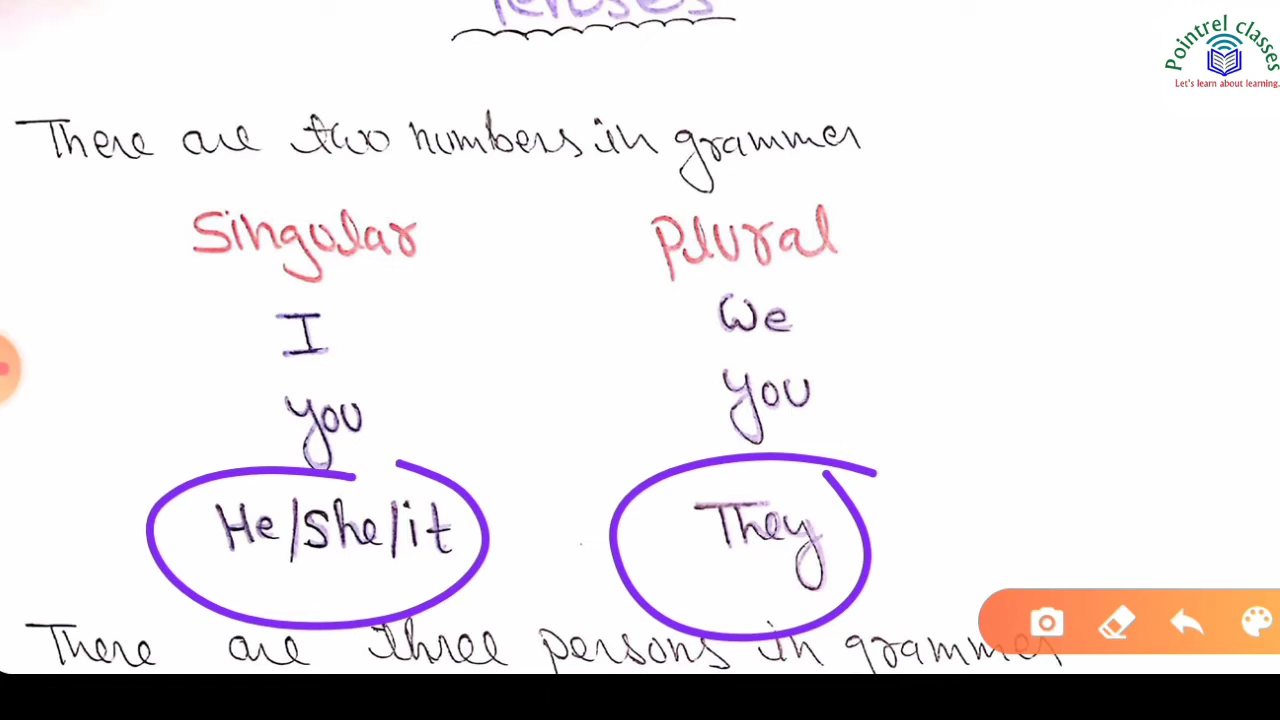 Tenses
Pointrel classes
Let's learn about learning.
There are two numbers in grammer
Singular Plural
I We
you you
He/She/it They
There are three persons in grammer